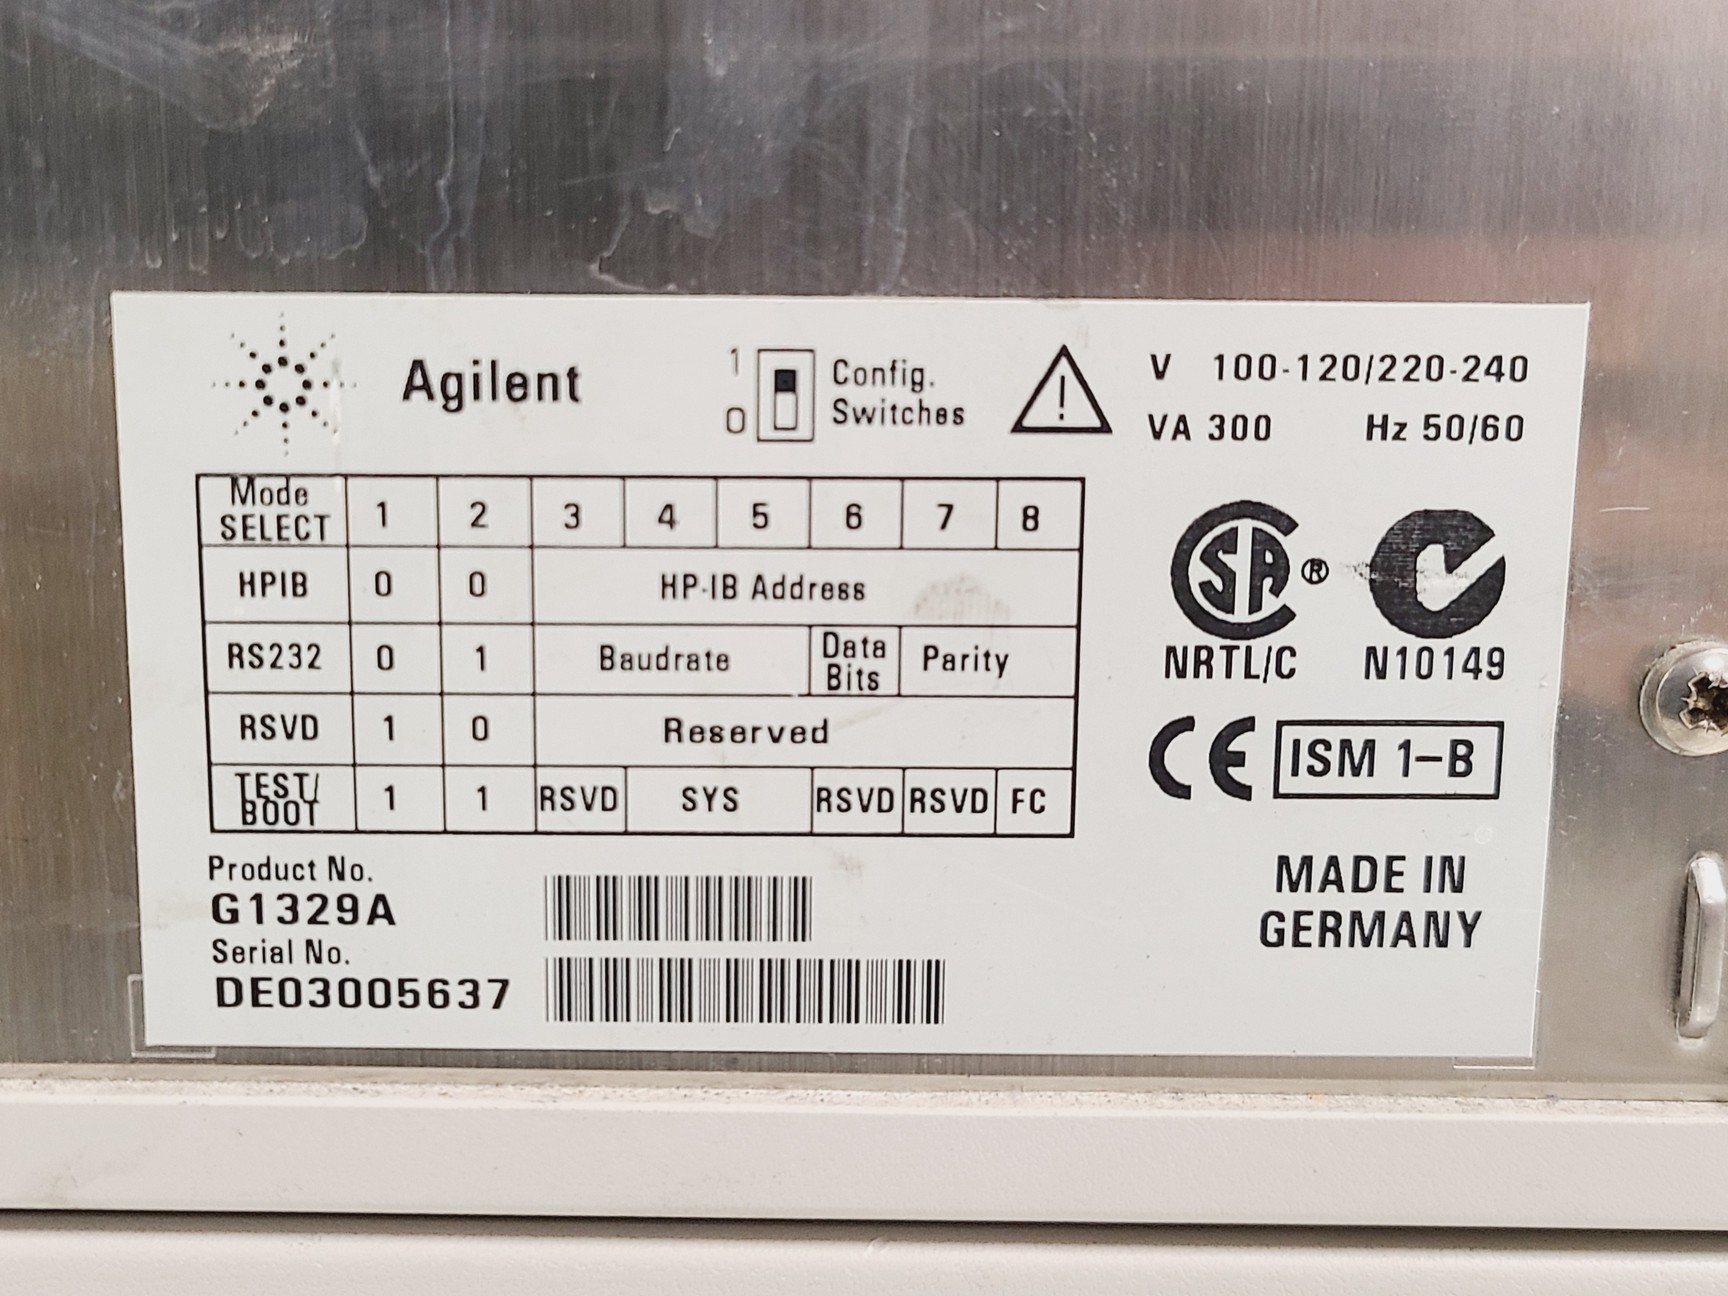 Agilent
1
0
Config.
Switches
V 100-120/220-240
VA 300 Hz 50/60
Mode SELECT 1 2 3 4 5 6 7 8
HPIB 0 0 HP-IB Address
RS232 0 1 Baudrate Data Bits Parity
RSVD 1 0 Reserved
TEST/BOOT 1 1 RSVD SYS RSVD RSVD FC
SA ®
NRTL/C N10149
CE ISM 1-B
Product No.
G1329A
Serial No.
DE03005637
MADE IN
GERMANY